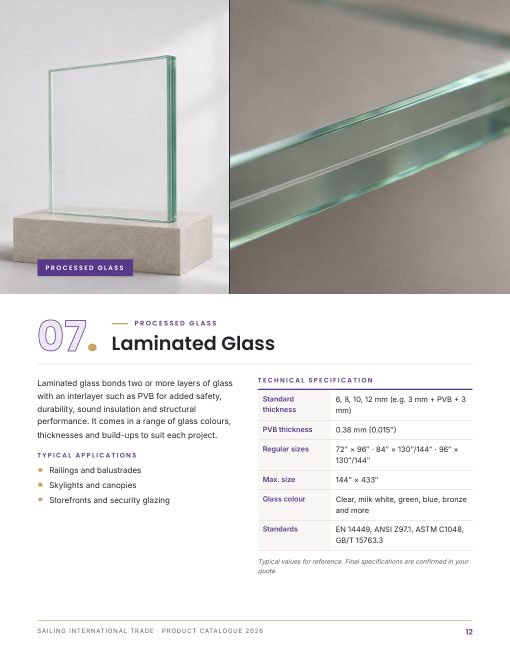 PROCESSED GLASS
07.
PROCESSED GLASS
Laminated Glass
Laminated glass bonds two or more layers of glass
with an interlayer such as PVB for added safety,
durability, sound insulation and structural
performance. It comes in a range of glass colours,
thicknesses and build-ups to suit each project.
TYPICAL APPLICATIONS
Railings and balustrades
Skylights and canopies
Storefronts and security glazing
TECHNICAL SPECIFICATION
Standard thickness
6, 8, 10, 12 mm (e.g. 3 mm + PVB + 3
mm)
PVB thickness
0.38 mm (0.015″)
Regular sizes
72″ × 96″ · 84″ × 130″/144″ · 96″ ×
130″/144″
Max. size
144″ × 433″
Glass colour
Clear, milk white, green, blue, bronze
and more
Standards
EN 14449, ANSI Z97.1, ASTM C1048,
GB/T 15763.3
Typical values for reference. Final specifications are confirmed in your
quote.
SAILING INTERNATIONAL TRADE · PRODUCT CATALOGUE 2026
12